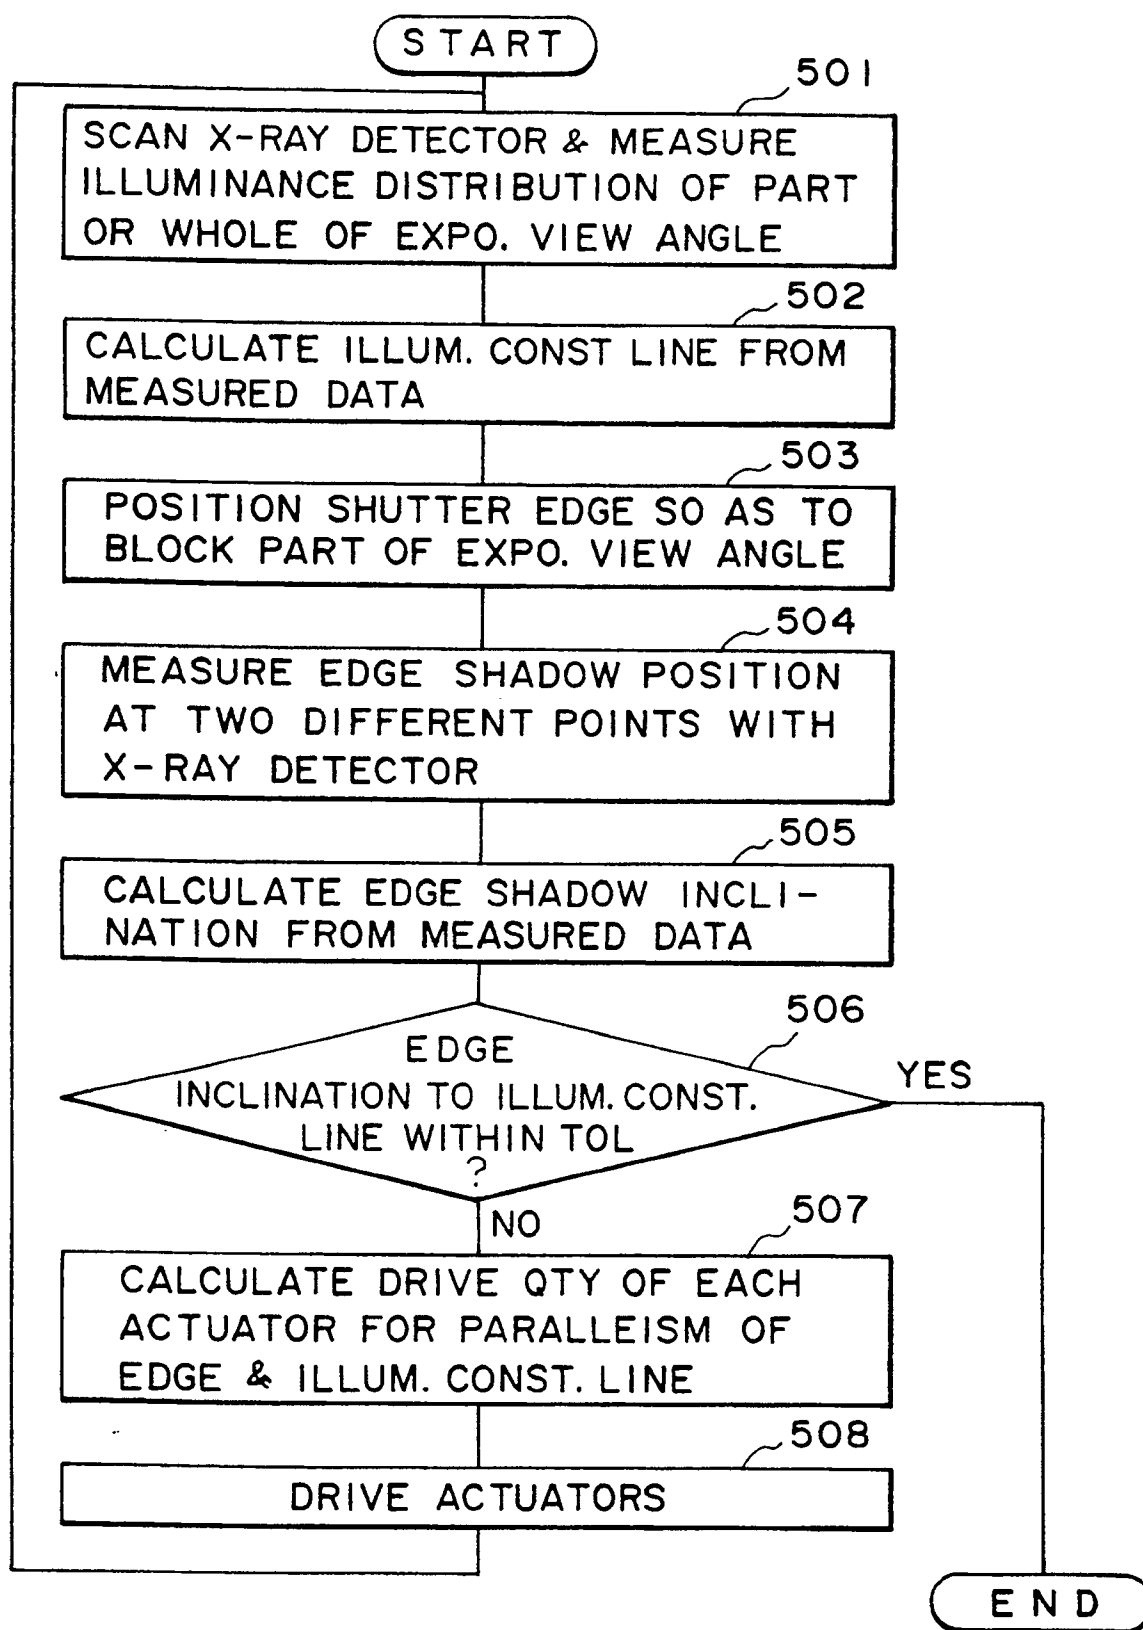 START
501
SCAN X-RAY DETECTOR & MEASURE
ILLUMINANCE DISTRIBUTION OF PART
OR WHOLE OF EXPO. VIEW ANGLE
502
CALCULATE ILLUM. CONST LINE FROM
MEASURED DATA
503
POSITION SHUTTER EDGE SO AS TO
BLOCK PART OF EXPO. VIEW ANGLE
504
MEASURE EDGE SHADOW POSITION
AT TWO DIFFERENT POINTS WITH
X-RAY DETECTOR
505
CALCULATE EDGE SHADOW INCLI-
NATION FROM MEASURED DATA
506
EDGE
INCLINATION TO ILLUM. CONST.
LINE WITHIN TOL
?
YES
NO
507
CALCULATE DRIVE QTY OF EACH
ACTUATOR FOR PARALLEISM OF
EDGE & ILLUM. CONST. LINE
508
DRIVE ACTUATORS
END